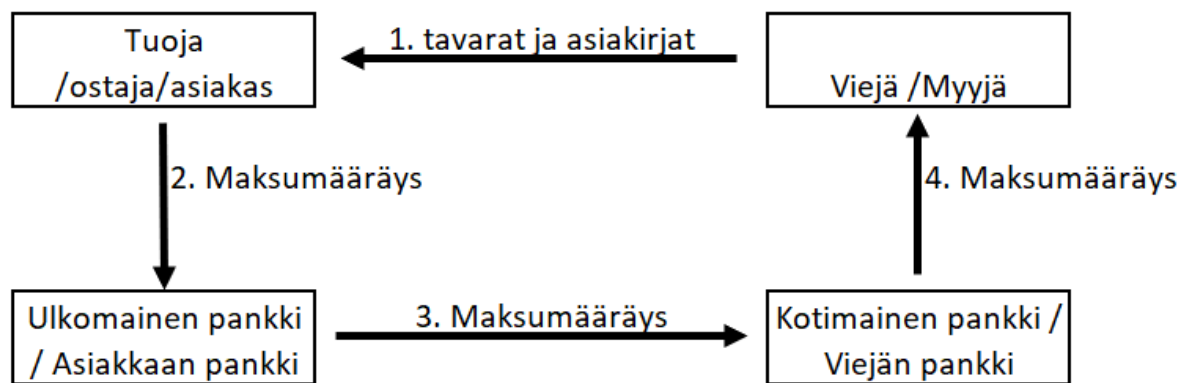 Tuoja
/ostaja/asiakas
1. tavarat ja asiakirjat
Viejä /Myyjä
2. Maksumääräys
4. Maksumääräys
Ulkomainen pankki
/ Asiakkaan pankki
3. Maksumääräys
Kotimainen pankki /
Viejän pankki